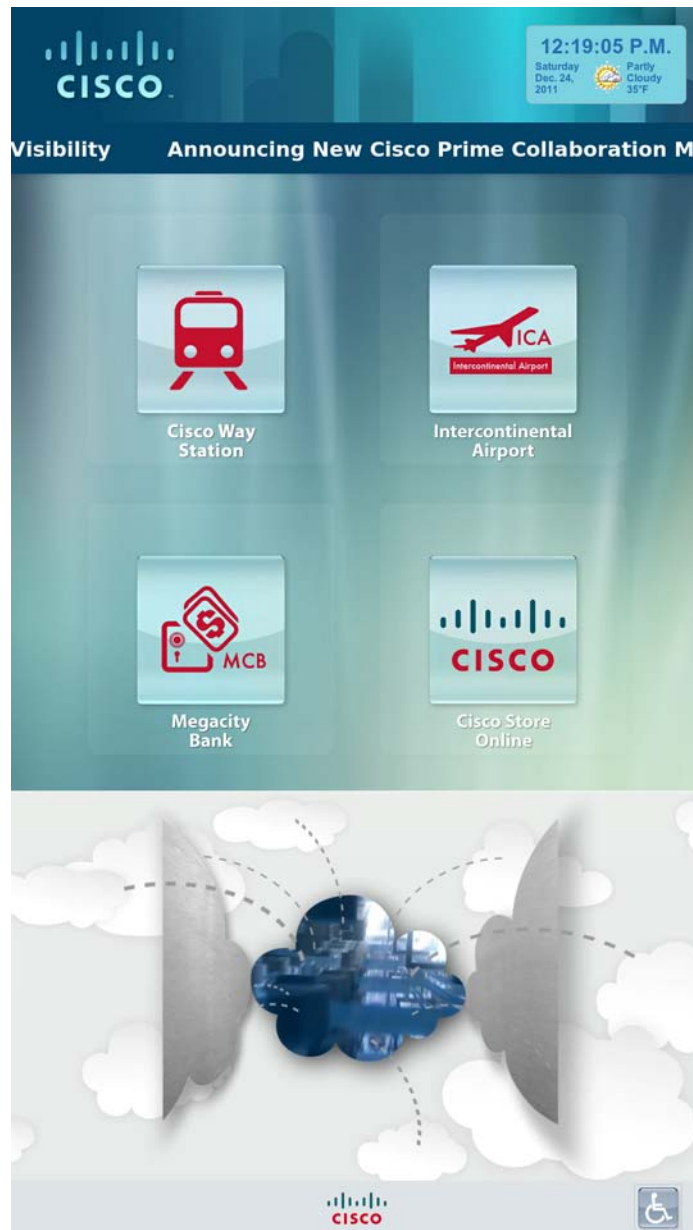 CISCO
12:19:05 P.M.
Saturday
Dec. 24,
2011
Partly
Cloudy
35°F
Visibility Announcing New Cisco Prime Collaboration M
Cisco Way
Station
ICA
Intercontinental Airport
Intercontinental
Airport
MCB
Megacity
Bank
CISCO
Cisco Store
Online
CISCO